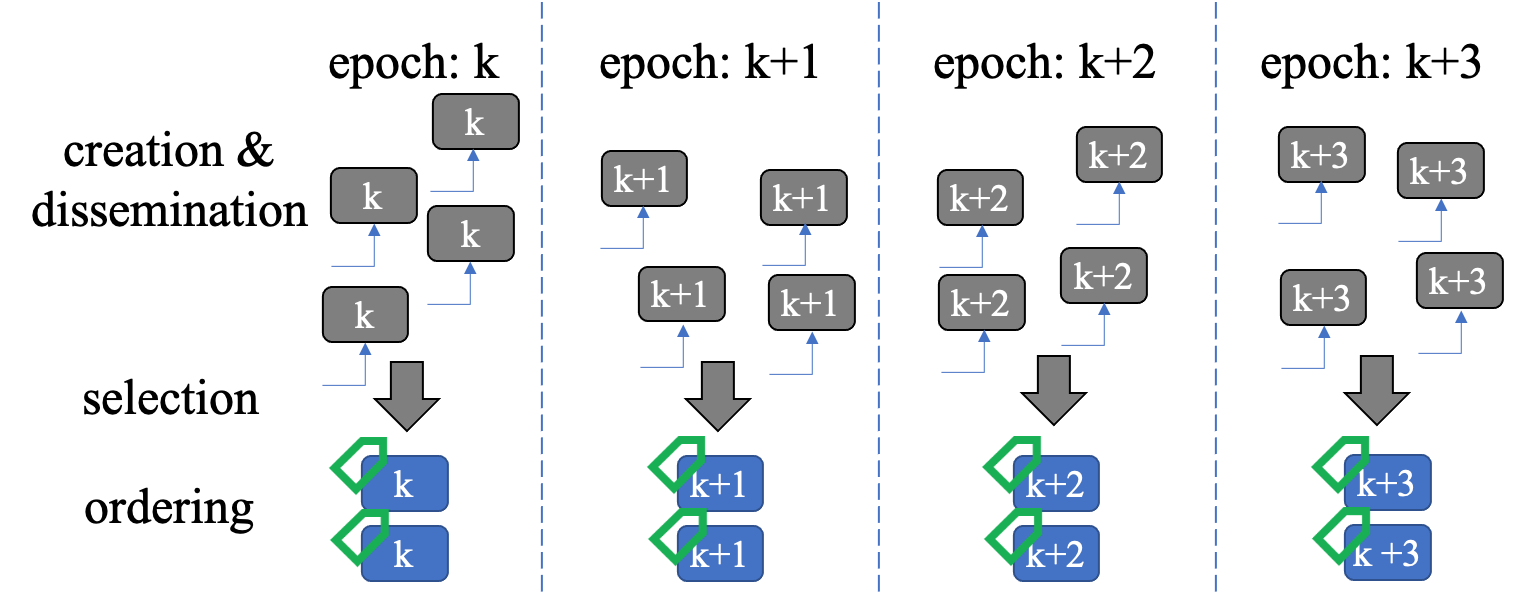 epoch: k
epoch: k+1
epoch: k+2
epoch: k+3
creation &
dissemination
k
k
k
k
k+1
k+1
k+1
k+1
k+2
k+2
k+2
k+2
k+3
k+3
k+3
k+3
selection
ordering
k
k+1
k+2
k+3
k
k+1
k+2
k +3